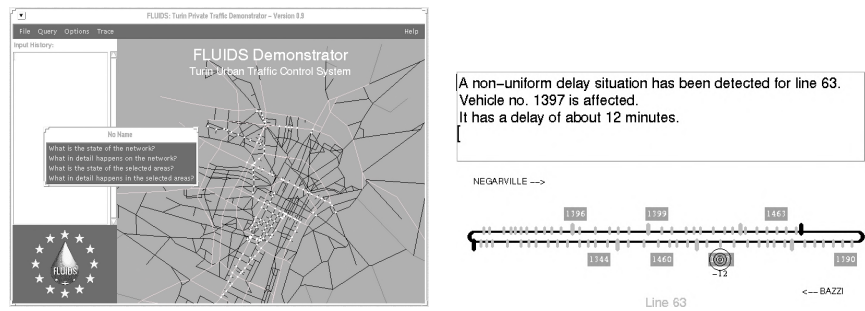 FLUIDS: Turin Private Traffic Demonstrator – Version 0.9
File Query Options Trace Help
Input History:
FLUIDS Demonstrator
Turin Urban Traffic Control System
No Name
What is the state of the network?
What in detail happens on the network?
What is the state of the selected areas?
What in detail happens in the selected areas?
FLUIDS
A non-uniform delay situation has been detected for line 63.
Vehicle no. 1397 is affected.
It has a delay of about 12 minutes.
NEGARVILLE -->
1396 1399 1461
1344 1460 1390
-12
<-- BAZZI
Line 63